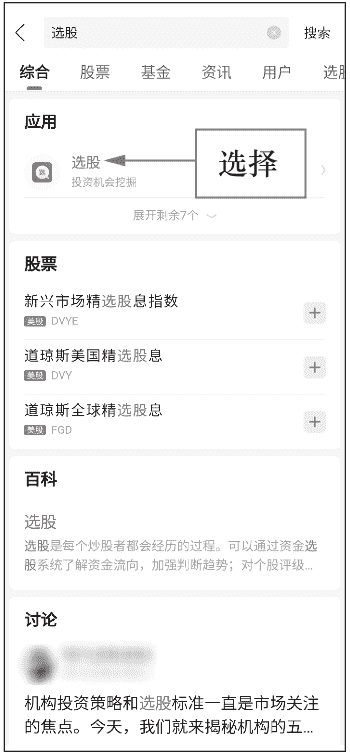 选股
搜索
综合 股票 基金 资讯 用户 选股
应用
选股
投资机会挖掘
选择
展开剩余7个
股票
新兴市场精选股息指数
美股 DVYE
道琼斯美国精选股息
美股 DVY
道琼斯全球精选股息
美股 FGD
百科
选股
选股是每个炒股者都会经历的过程。可以通过资金选
股系统了解资金流向，加强判断趋势；对个股评级...
讨论
机构投资策略和选股标准一直是市场关注
的焦点。今天，我们就来揭秘机构的五...